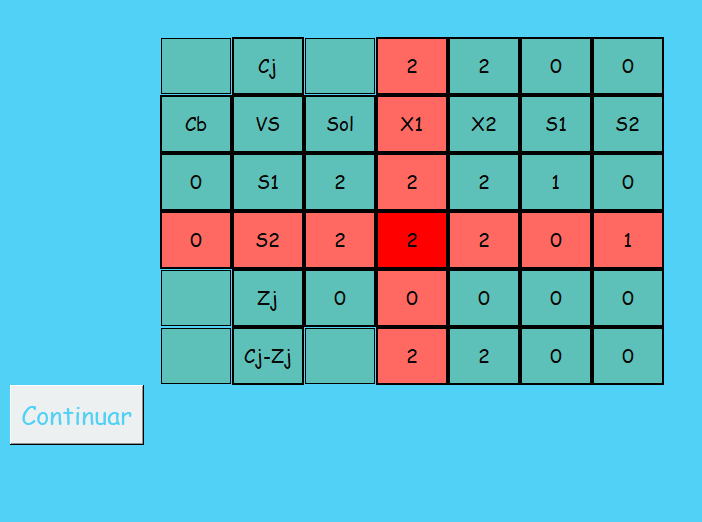 Cj 2 2 0 0
Cb VS Sol X1 X2 S1 S2
0 S1 2 2 2 1 0
0 S2 2 2 2 0 1
Zj 0 0 0 0 0
Cj-Zj 2 2 0 0
Continuar